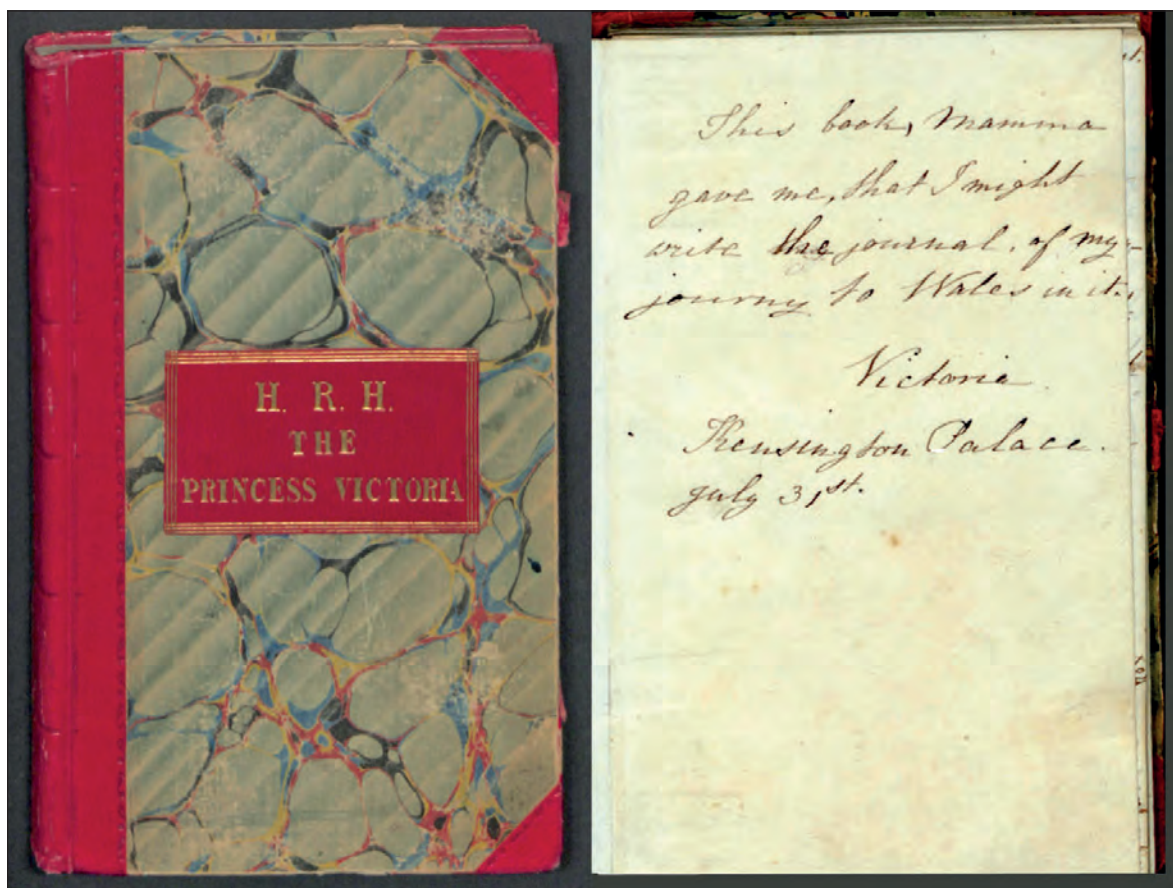 H. R. H.
THE
PRINCESS VICTORIA
This book, Mamma
gave me, that I might
write the journal of my
journey to Wales in it.
Victoria.
Kensington Palace.
July 31st.